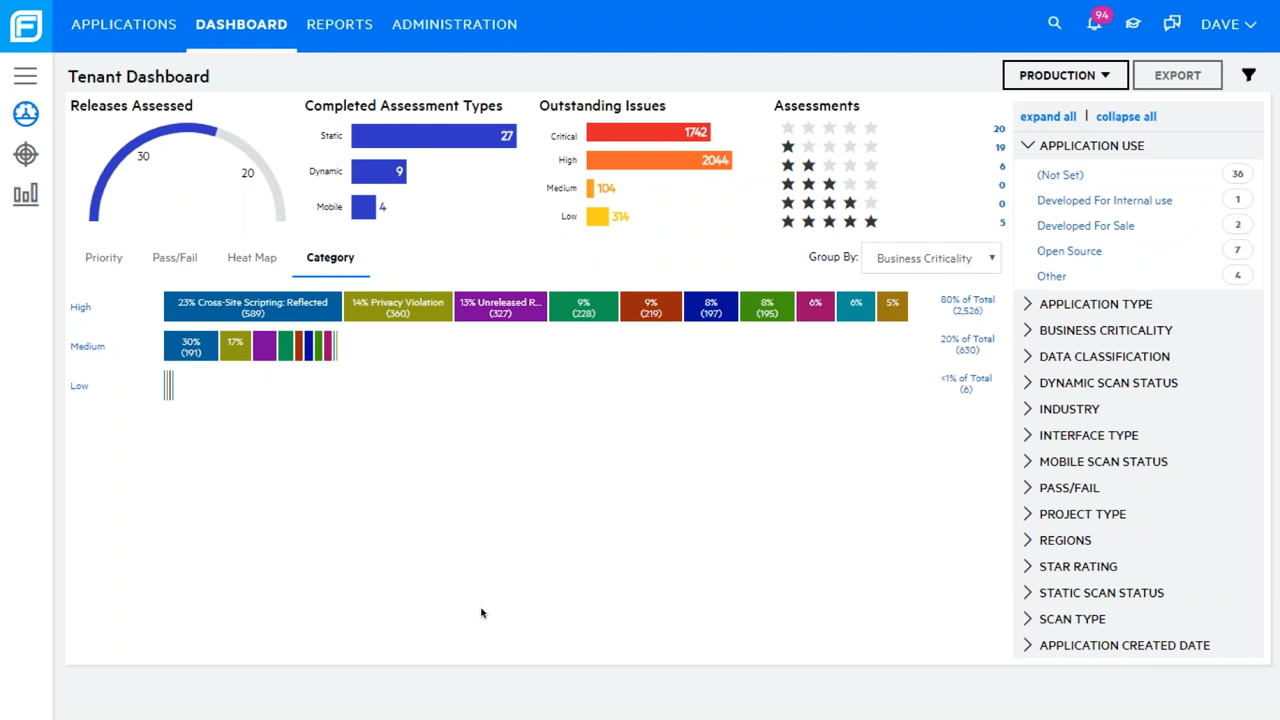 APPLICATIONS DASHBOARD REPORTS ADMINISTRATION 94 DAVE
Tenant Dashboard PRODUCTION EXPORT
Releases Assessed
30
20
Completed Assessment Types
Static 27
Dynamic 9
Mobile 4
Outstanding Issues
Critical 1742
High 2044
Medium 104
Low 314
Assessments
20
19
6
0
0
5
Priority Pass/Fail Heat Map Category Group By: Business Criticality
High 23% Cross-Site Scripting: Reflected (589) 14% Privacy Violation (360) 13% Unreleased R... (327) 9% (228) 9% (219) 8% (197) 8% (195) 6% 6% 5% 80% of Total (2,526)
Medium 30% (191) 17% 20% of Total (630)
Low <1% of Total (6)
expand all | collapse all
APPLICATION USE
(Not Set) 36
Developed For Internal use 1
Developed For Sale 2
Open Source 7
Other 4
APPLICATION TYPE
BUSINESS CRITICALITY
DATA CLASSIFICATION
DYNAMIC SCAN STATUS
INDUSTRY
INTERFACE TYPE
MOBILE SCAN STATUS
PASS/FAIL
PROJECT TYPE
REGIONS
STAR RATING
STATIC SCAN STATUS
SCAN TYPE
APPLICATION CREATED DATE